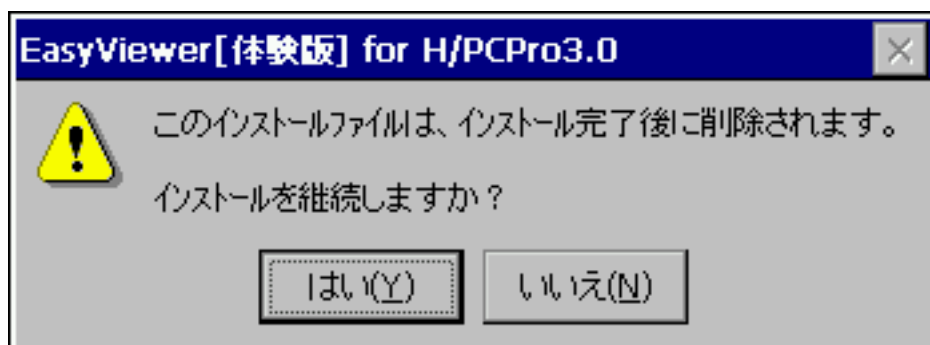 EasyViewer[体験版] for H/PCPro3.0
このインストールファイルは、インストール完了後に削除されます。
インストールを継続しますか？
はい(Y)
いいえ(N)